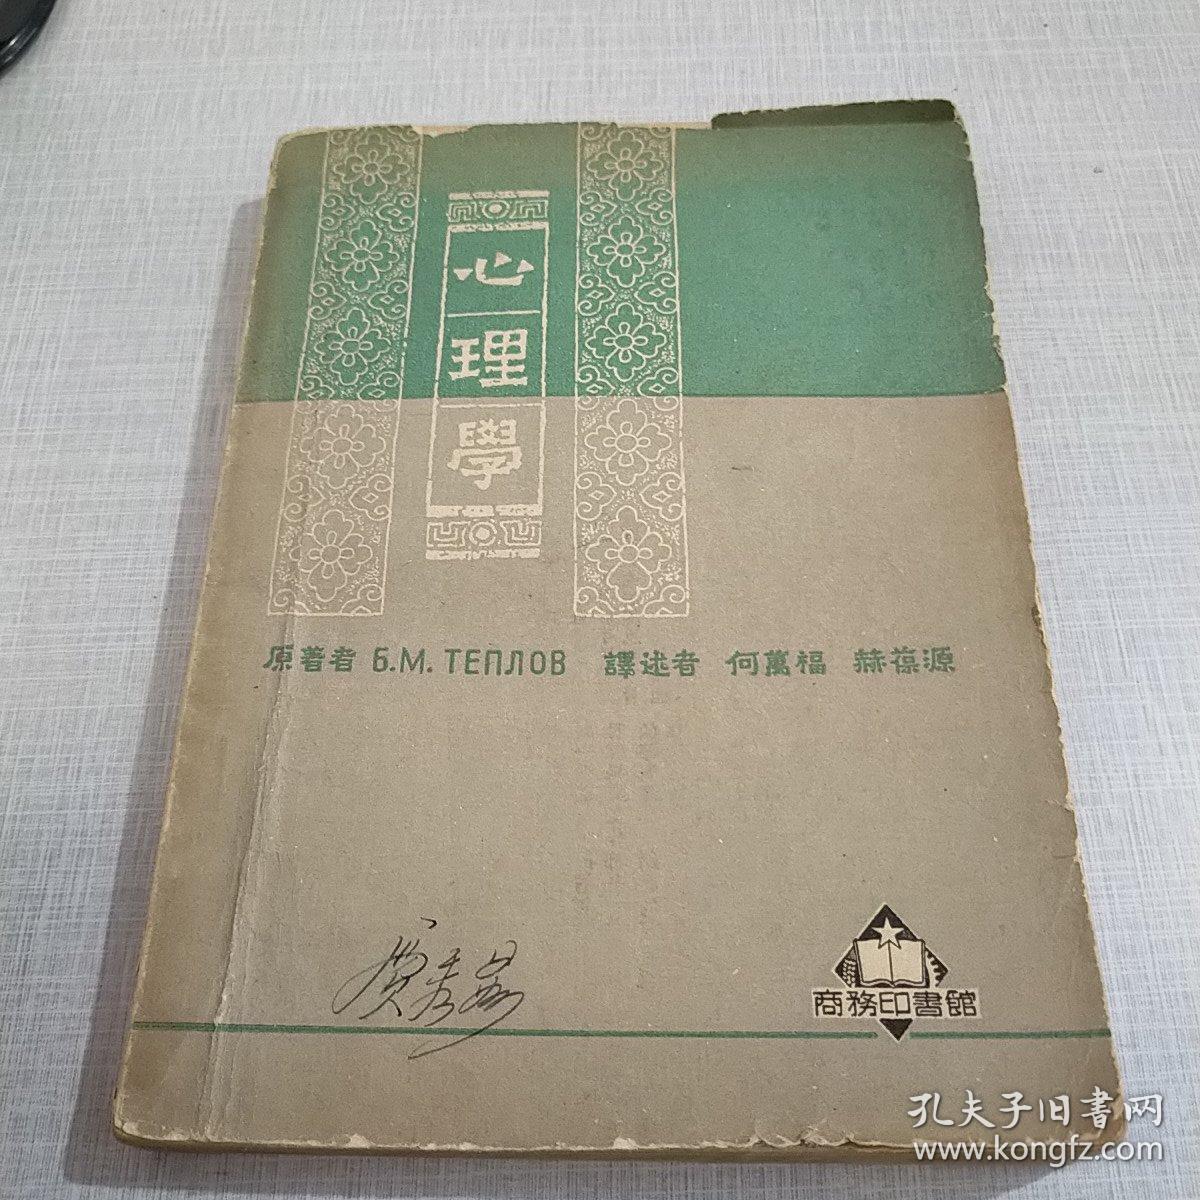 心理學
原著者 Б.М. ТЕПЛОВ 譯述者 何萬福 赫葆源
商務印書館
孔夫子旧書网
www.kongfz.com